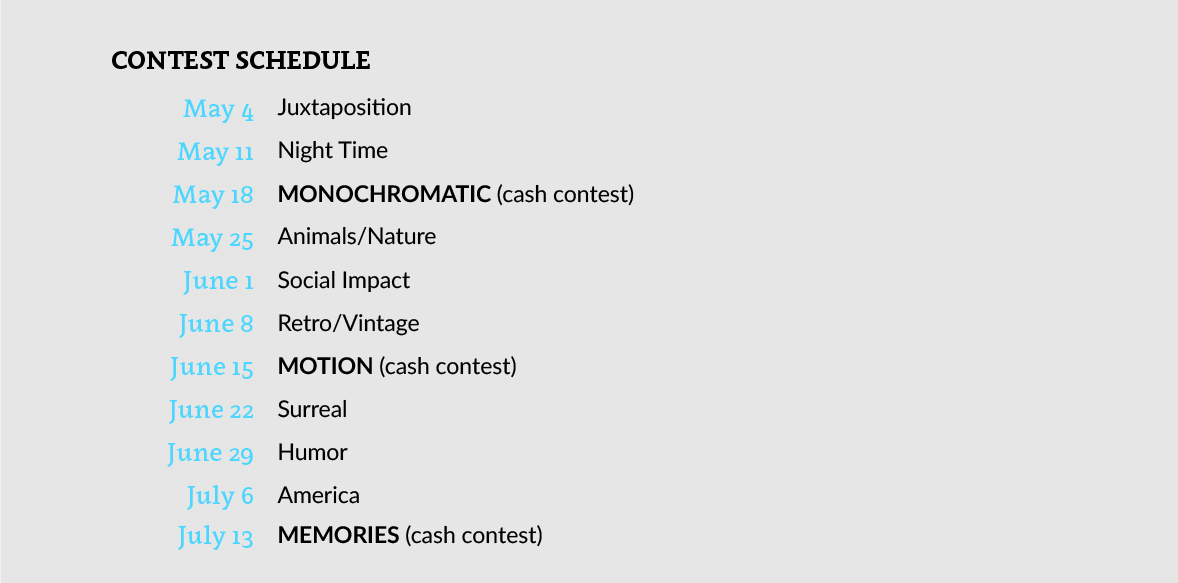 CONTEST SCHEDULE
May 4 Juxtaposition
May 11 Night Time
May 18 MONOCHROMATIC (cash contest)
May 25 Animals/Nature
June 1 Social Impact
June 8 Retro/Vintage
June 15 MOTION (cash contest)
June 22 Surreal
June 29 Humor
July 6 America
July 13 MEMORIES (cash contest)